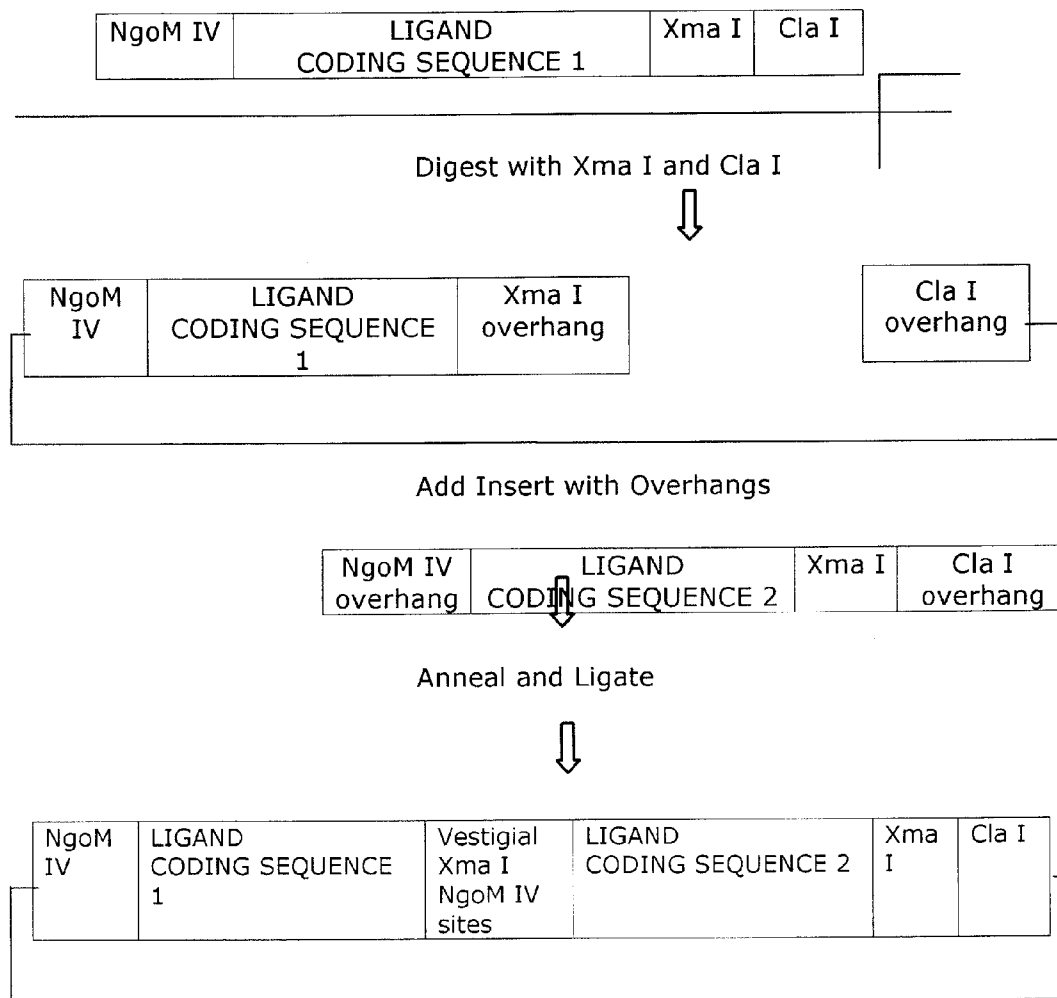 NgoM IV
LIGAND
CODING SEQUENCE 1
Xma I
Cla I
Digest with Xma I and Cla I
NgoM
IV
LIGAND
CODING SEQUENCE
1
Xma I
overhang
Cla I
overhang
Add Insert with Overhangs
NgoM IV
overhang
LIGAND
CODING SEQUENCE 2
Xma I
Cla I
overhang
Anneal and Ligate
NgoM
IV
LIGAND
CODING SEQUENCE
1
Vestigial
Xma I
NgoM IV
sites
LIGAND
CODING SEQUENCE 2
Xma
I
Cla I